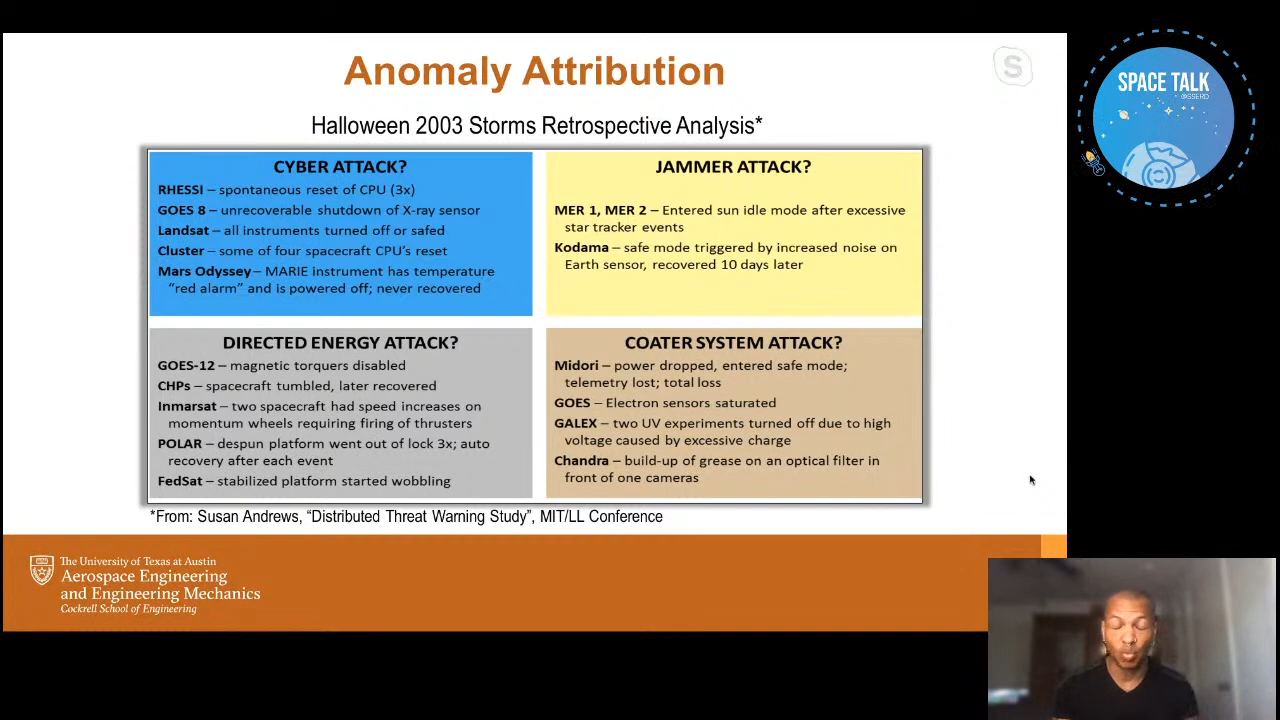 Anomaly Attribution
S
SPACE TALK
@SSERD
Halloween 2003 Storms Retrospective Analysis*
CYBER ATTACK?
RHESSI – spontaneous reset of CPU (3x)
GOES 8 – unrecoverable shutdown of X-ray sensor
Landsat – all instruments turned off or safed
Cluster – some of four spacecraft CPU's reset
Mars Odyssey – MARIE instrument has temperature
"red alarm" and is powered off; never recovered
JAMMER ATTACK?
MER 1, MER 2 – Entered sun idle mode after excessive
star tracker events
Kodama – safe mode triggered by increased noise on
Earth sensor, recovered 10 days later
DIRECTED ENERGY ATTACK?
GOES-12 – magnetic torquers disabled
CHPs – spacecraft tumbled, later recovered
Inmarsat – two spacecraft had speed increases on
momentum wheels requiring firing of thrusters
POLAR – despun platform went out of lock 3x; auto
recovery after each event
FedSat – stabilized platform started wobbling
COATER SYSTEM ATTACK?
Midori – power dropped, entered safe mode;
telemetry lost; total loss
GOES – Electron sensors saturated
GALEX – two UV experiments turned off due to high
voltage caused by excessive charge
Chandra – build-up of grease on an optical filter in
front of one cameras
*From: Susan Andrews, "Distributed Threat Warning Study", MIT/LL Conference
The University of Texas at Austin
Aerospace Engineering
and Engineering Mechanics
Cockrell School of Engineering